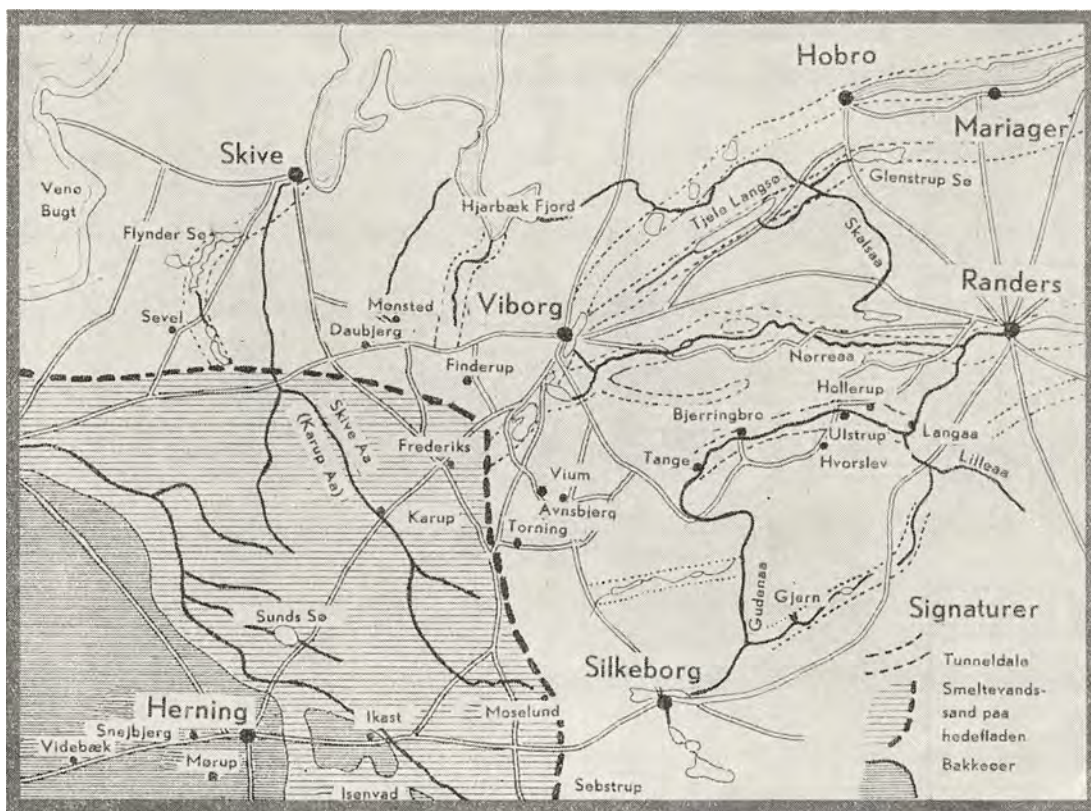 Hobro
Mariager
Skive
Glenstrup Sø
Venø
Bugt
Hjarbæk Fjord
Tjele Langsø
Flynder Sø
Skalsaa
Randers
Mønsted
Viborg
Sevel
Daubjerg
Nørreaa
Finderup
Hollerup
Bjerringbro
Skive Aa
(Karup Aa)
Ulstrup
Langaa
Frederiks
Tange
Hvorslev
Lilleaa
Vium
Avnsbjerg
Karup
Torning
Gudenaa
Gjern
Signaturer
Sunds Sø
Tunneldale
Silkeborg
Smeltevands-
sand paa
hedefladen
Herning
Ikast
Moselund
Snejbjerg
Videbæk
Mørup
Bakkeøer
Isenvad
Sebstrup